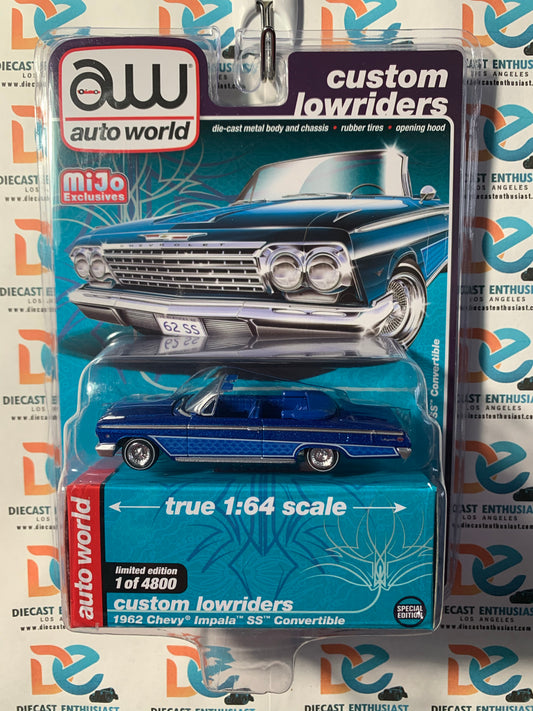 aw
auto world
custom
lowriders
die-cast metal body and chassis • rubber tires • opening hood
MiJo
Exclusives
CHEVROLET
62 SS
SS™ Convertible
true 1:64 scale
auto world
limited edition
1 of 4800
custom lowriders
1962 Chevy® Impala™ SS™ Convertible
SPECIAL
EDITION
DE
DIECAST ENTHUSIAST
LOS ANGELES
www.diecastenthusiast.com